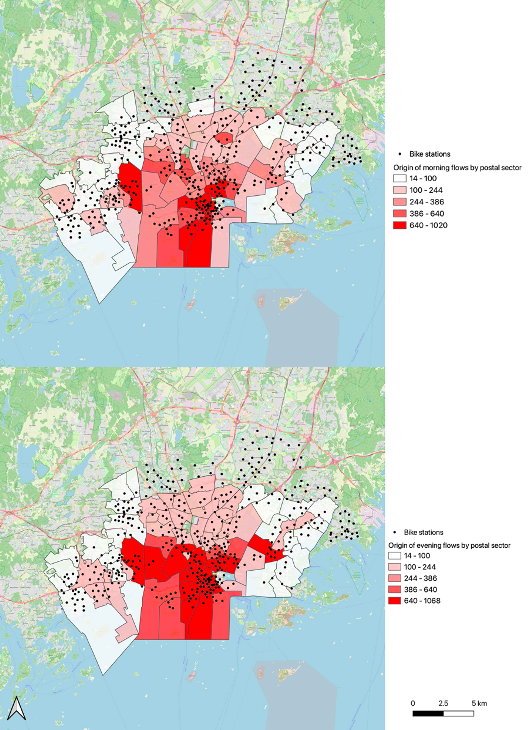 Bike stations
Origin of morning flows by postal sector
14 - 100
100 - 244
244 - 386
386 - 640
640 - 1020
Bike stations
Origin of evening flows by postal sector
14 - 100
100 - 244
244 - 386
386 - 640
640 - 1068
0 2.5 5 km